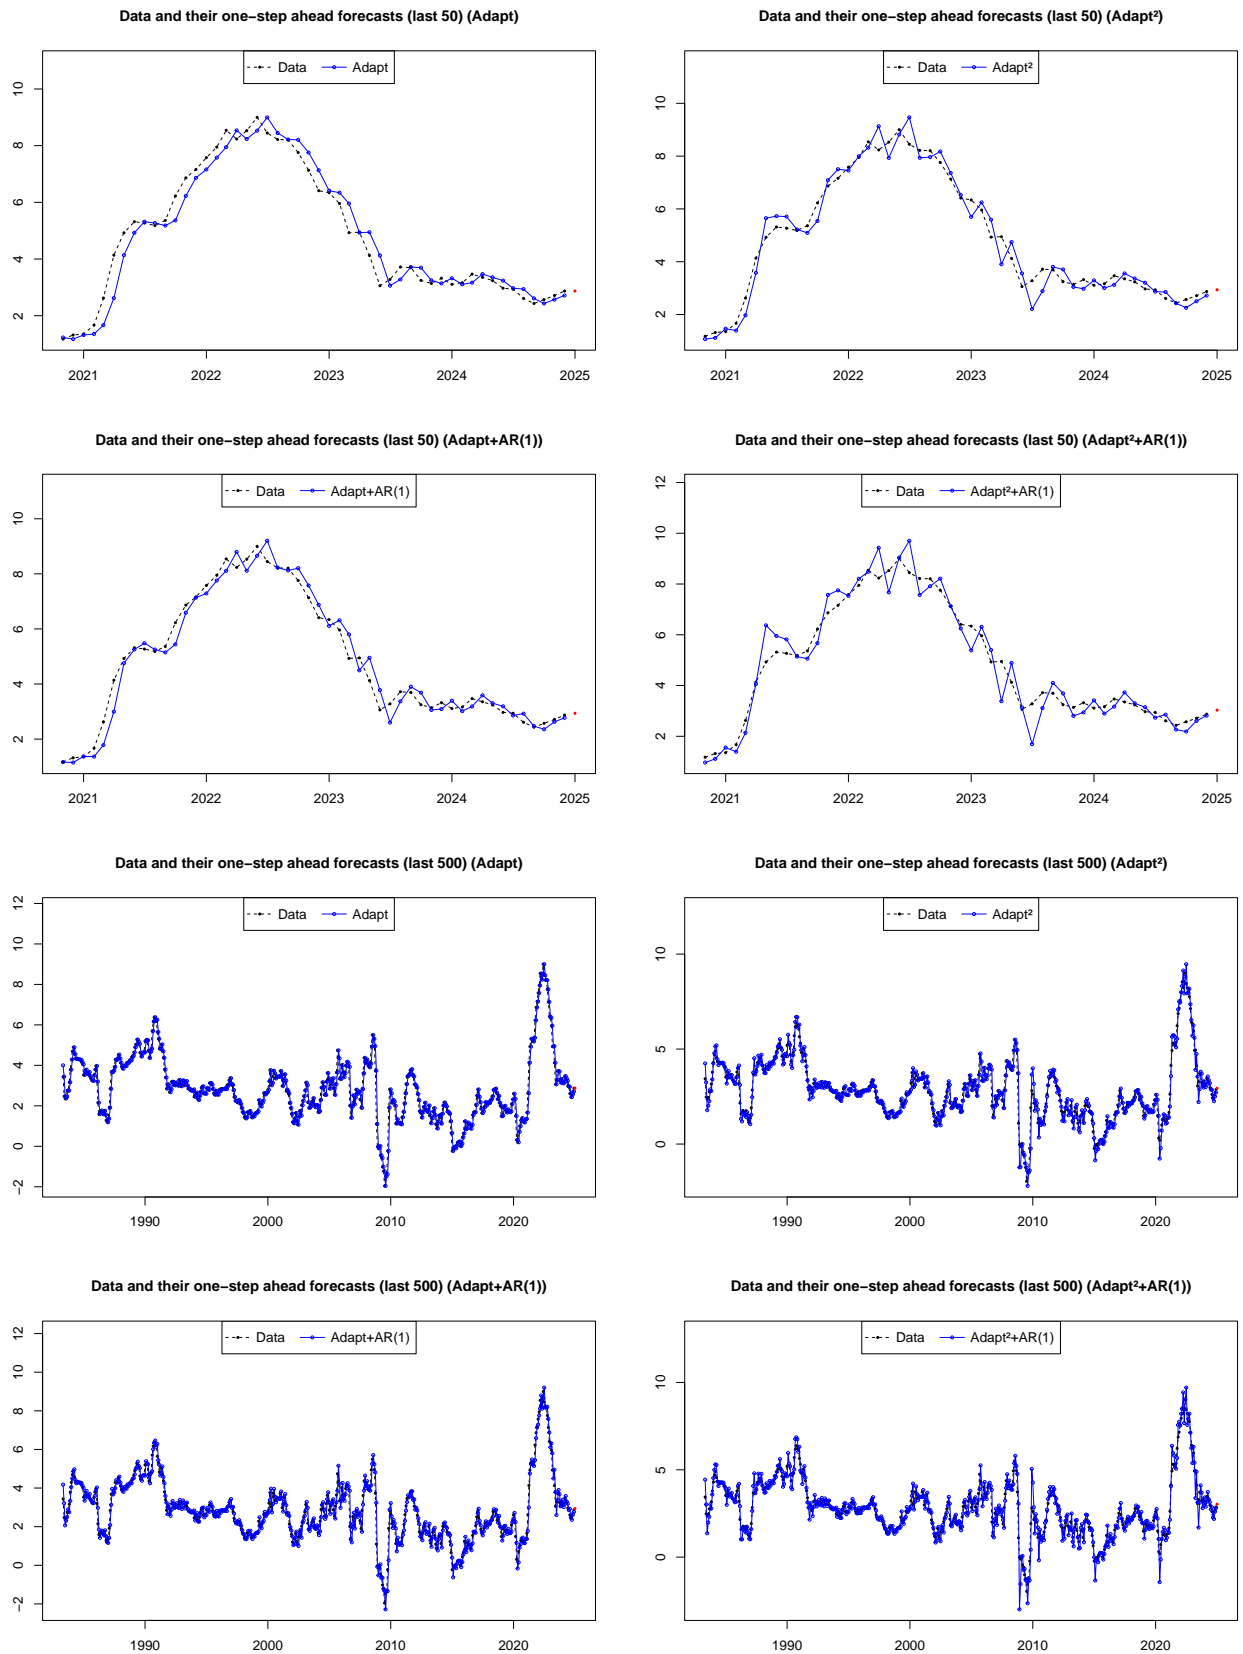 Data and their one−step ahead forecasts (last 50) (Adapt)
Data Adapt
10
8
6
4
2
2021 2022 2023 2024 2025
Data and their one−step ahead forecasts (last 50) (Adapt²)
Data Adapt²
10
8
6
4
2
2021 2022 2023 2024 2025
Data and their one−step ahead forecasts (last 50) (Adapt+AR(1))
Data Adapt+AR(1)
10
8
6
4
2
2021 2022 2023 2024 2025
Data and their one−step ahead forecasts (last 50) (Adapt²+AR(1))
Data Adapt²+AR(1)
12
10
8
6
4
2
2021 2022 2023 2024 2025
Data and their one−step ahead forecasts (last 500) (Adapt)
Data Adapt
12
10
8
6
4
2
0
−2
1990 2000 2010 2020
Data and their one−step ahead forecasts (last 500) (Adapt²)
Data Adapt²
10
5
0
1990 2000 2010 2020
Data and their one−step ahead forecasts (last 500) (Adapt+AR(1))
Data Adapt+AR(1)
12
10
8
6
4
2
0
−2
1990 2000 2010 2020
Data and their one−step ahead forecasts (last 500) (Adapt²+AR(1))
Data Adapt²+AR(1)
10
5
0
1990 2000 2010 2020